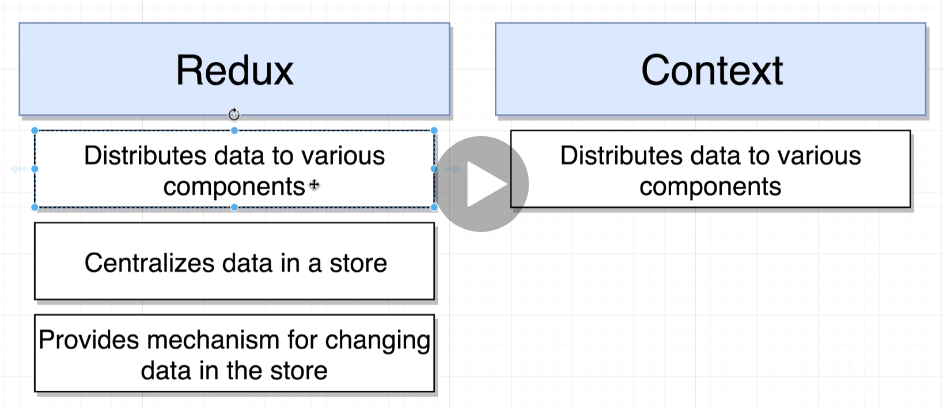 Redux
Distributes data to various
components
Centralizes data in a store
Provides mechanism for changing
data in the store
Context
Distributes data to various
components